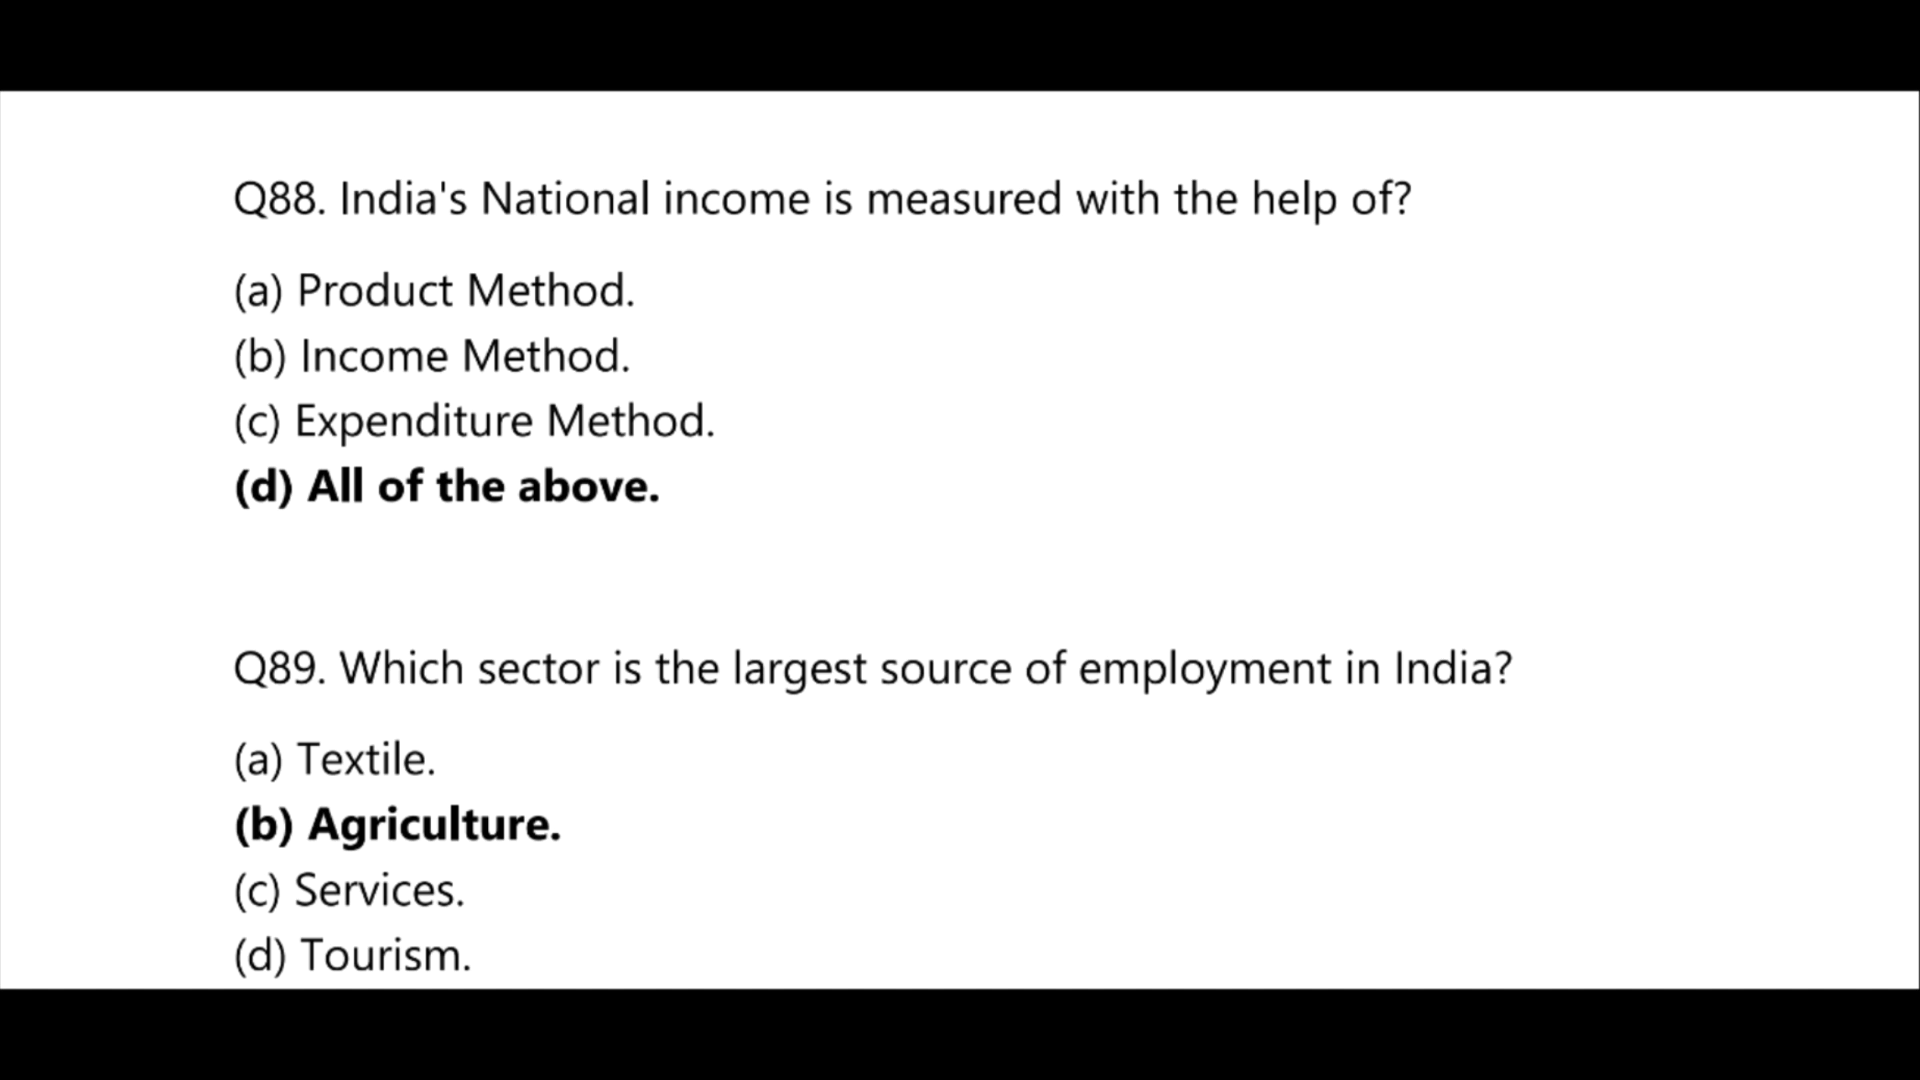 Q88. India's National income is measured with the help of?
(a) Product Method.
(b) Income Method.
(c) Expenditure Method.
(d) All of the above.
Q89. Which sector is the largest source of employment in India?
(a) Textile.
(b) Agriculture.
(c) Services.
(d) Tourism.